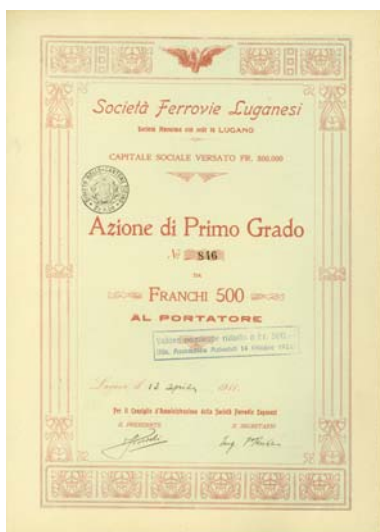 Società Ferrovie Luganesi
Società Anonima con sede in LUGANO
CAPITALE SOCIALE VERSATO FR. 800.000
Azione di Primo Grado
No 846
DA
FRANCHI 500
AL PORTATORE
Lugano, il 12 aprile 1911.
Per il Consiglio d'Amministrazione della Società Ferrovie Luganesi
IL PRESIDENTE IL SEGRETARIO